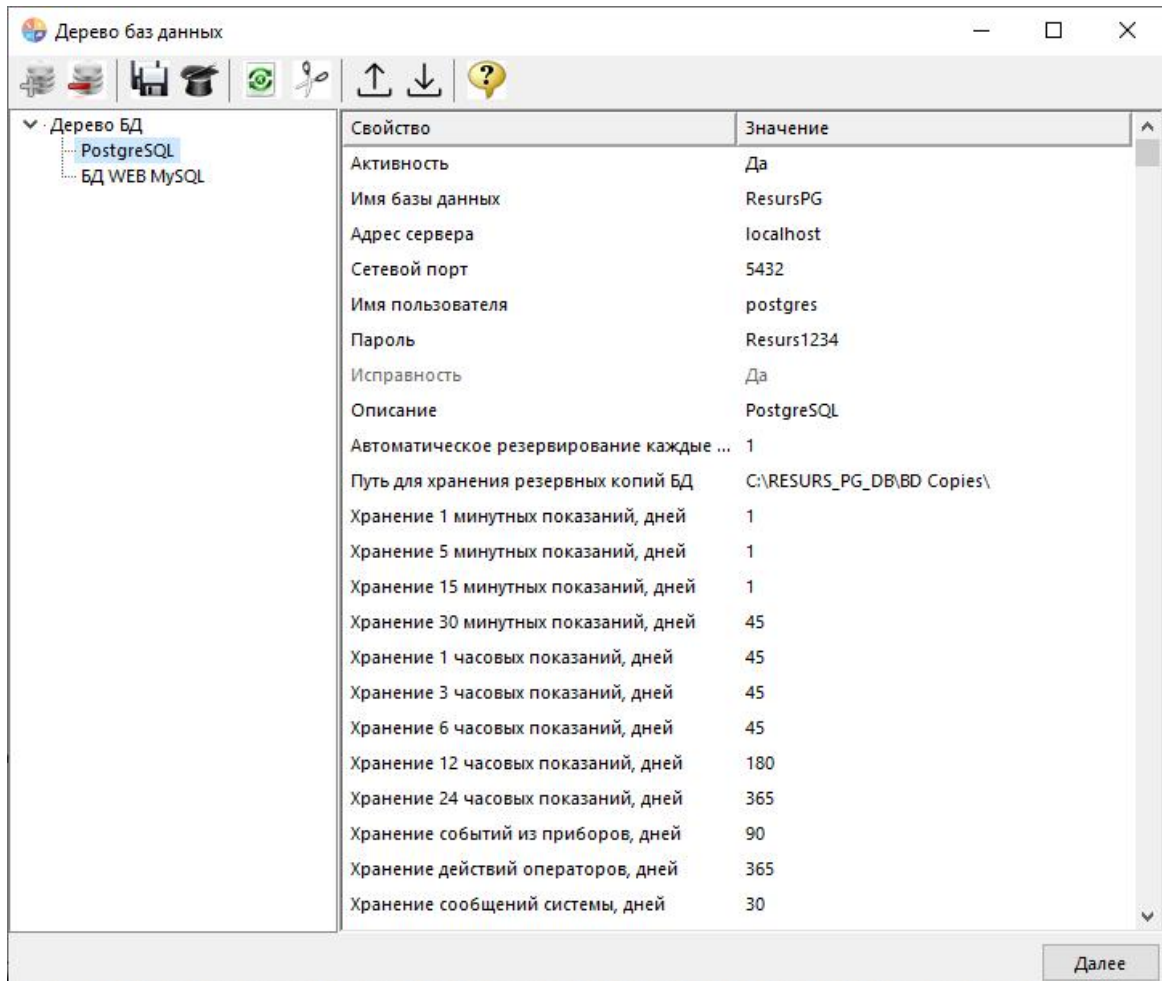 Дерево баз данных
Дерево БД
PostgreSQL
БД WEB MySQL
Свойство Значение
Активность Да
Имя базы данных ResursPG
Адрес сервера localhost
Сетевой порт 5432
Имя пользователя postgres
Пароль Resurs1234
Исправность Да
Описание PostgreSQL
Автоматическое резервирование каждые ... 1
Путь для хранения резервных копий БД C:\RESURS_PG_DB\BD Copies\
Хранение 1 минутных показаний, дней 1
Хранение 5 минутных показаний, дней 1
Хранение 15 минутных показаний, дней 1
Хранение 30 минутных показаний, дней 45
Хранение 1 часовых показаний, дней 45
Хранение 3 часовых показаний, дней 45
Хранение 6 часовых показаний, дней 45
Хранение 12 часовых показаний, дней 180
Хранение 24 часовых показаний, дней 365
Хранение событий из приборов, дней 90
Хранение действий операторов, дней 365
Хранение сообщений системы, дней 30
Далее